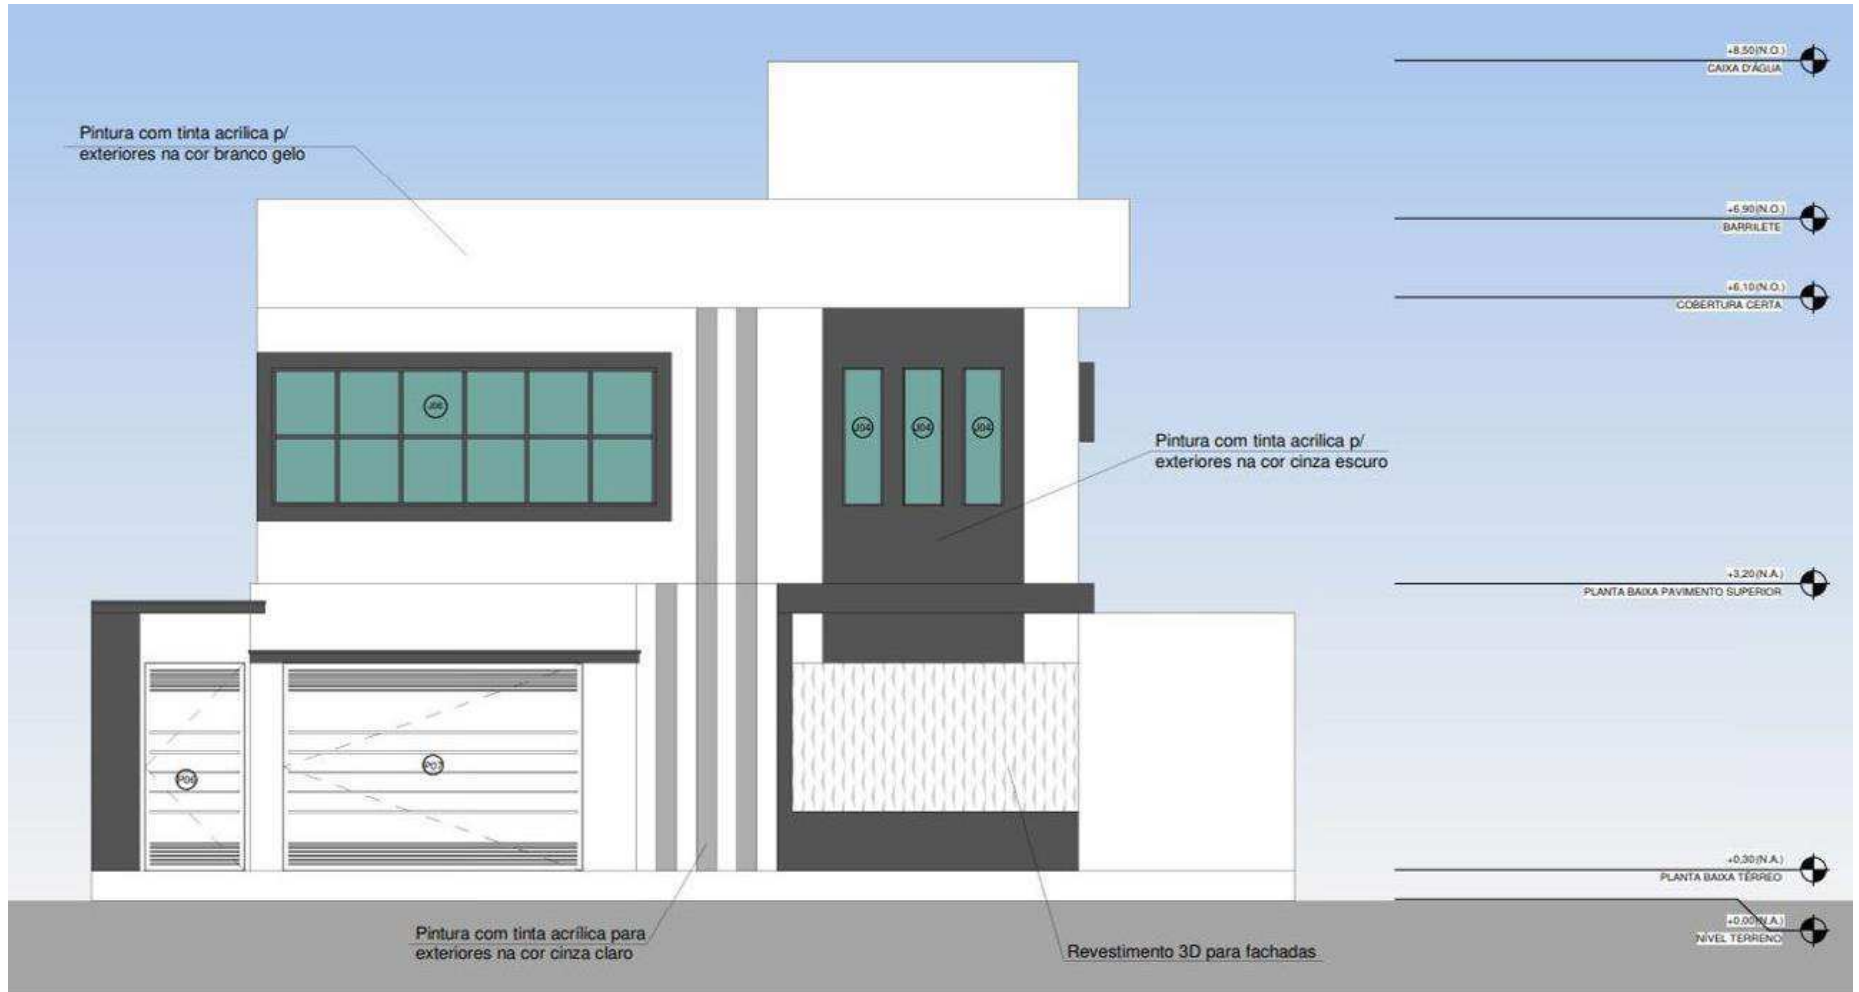 +8,50(N.O.)
CAIXA D'ÁGUA
Pintura com tinta acrílica p/
exteriores na cor branco gelo
+6,90(N.O.)
BARRILETE
+6,10(N.O.)
COBERTURA CERTA
J06
J04
J04
J04
Pintura com tinta acrílica p/
exteriores na cor cinza escuro
+3,20(N.A.)
PLANTA BAIXA PAVIMENTO SUPERIOR
P06
P07
+0,30(N.A.)
PLANTA BAIXA TÉRREO
+0,00(N.A.)
NÍVEL TERRENO
Pintura com tinta acrílica para
exteriores na cor cinza claro
Revestimento 3D para fachadas